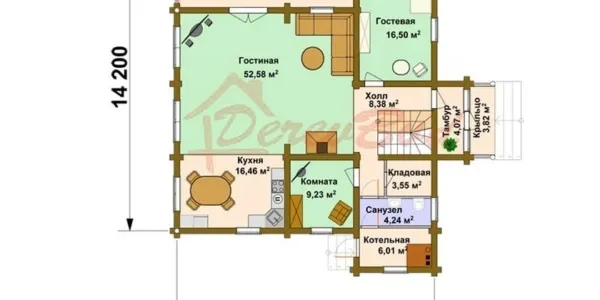 Гостевая
16,50 м²
Гостиная
52,58 м²
14 200
Холл
8,38 м²
Тамбур
4,07 м²
Крыльцо
3,82 м²
Кухня
16,46 м²
Комната
9,23 м²
Кладовая
3,55 м²
Санузел
4,24 м²
Котельная
6,01 м²